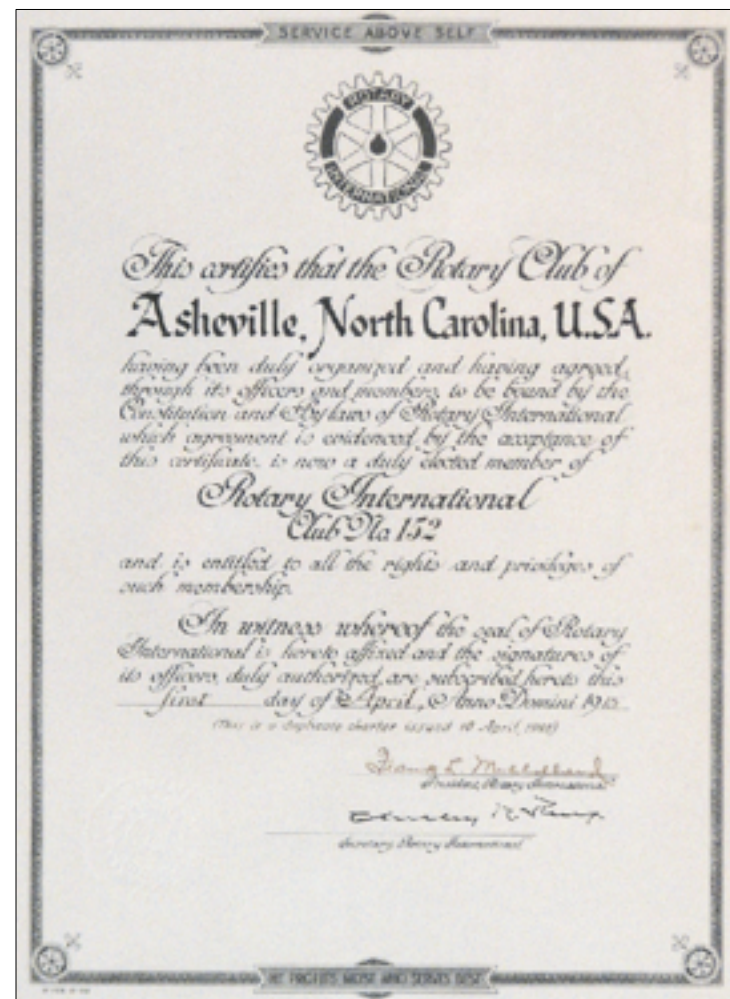 SERVICE ABOVE SELF
ROTARY
INTERNATIONAL
This certifies that the Rotary Club of
Asheville, North Carolina, U.S.A.
having been duly organized and having agreed,
through its officers and members, to be bound by the
Constitution and By-laws of Rotary International
which agreement is evidenced by the acceptance of
this certificate, is now a duly elected member of
Rotary International
Club No. 152
and is entitled to all the rights and privileges of
such membership.
In witness whereof the seal of Rotary
International is hereto affixed and the signatures of
its officers, duly authorized, are subscribed hereto this
first day of April, Anno Domini 1915
(This is a duplicate charter issued 10 April,
President, Rotary International
Secretary, Rotary International
HE PROFITS MOST WHO SERVES BEST